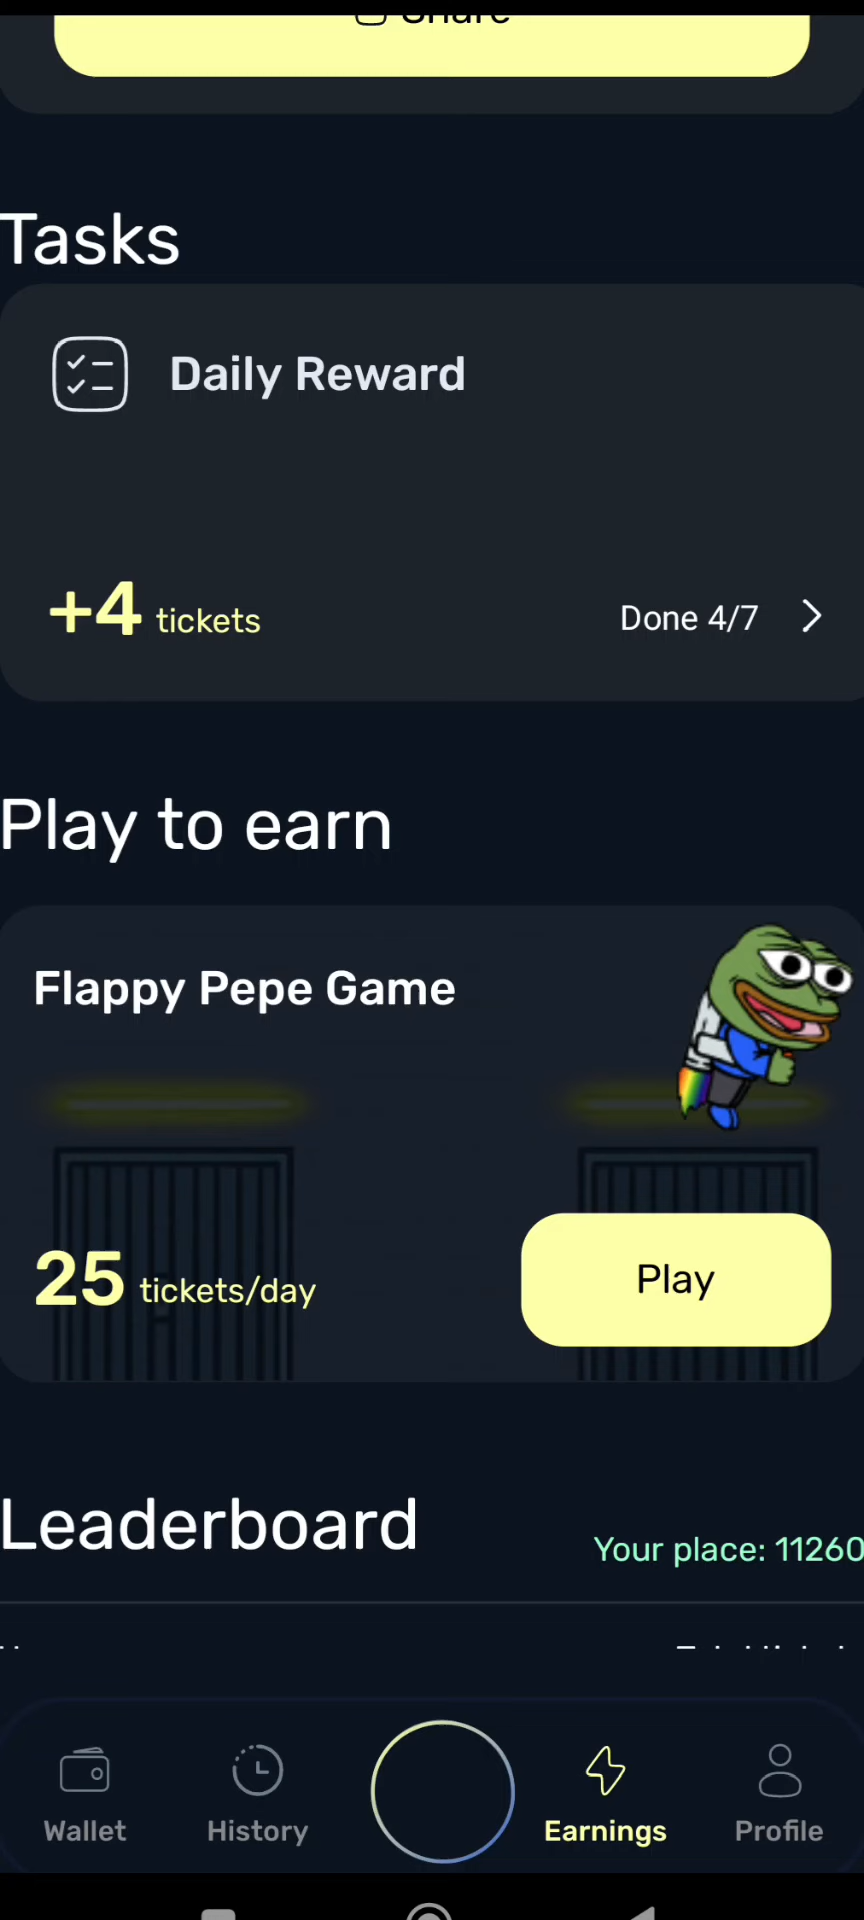 Share
Tasks
Daily Reward
+4 tickets
Done 4/7
Play to earn
Flappy Pepe Game
25 tickets/day
Play
Leaderboard
Your place: 11260
Wallet
History
Earnings
Profile